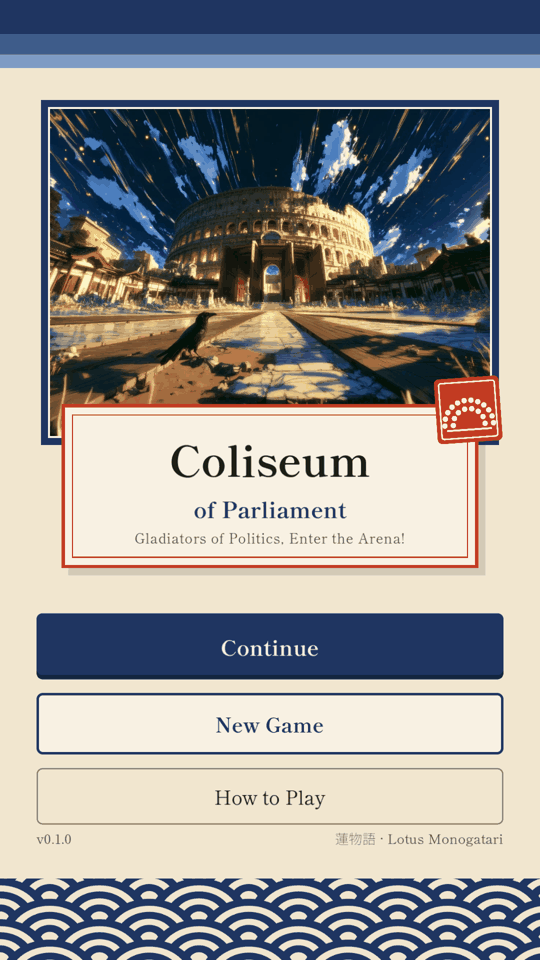 Coliseum
of Parliament
Gladiators of Politics, Enter the Arena!
Continue
New Game
How to Play
v0.1.0
蓮物語 · Lotus Monogatari